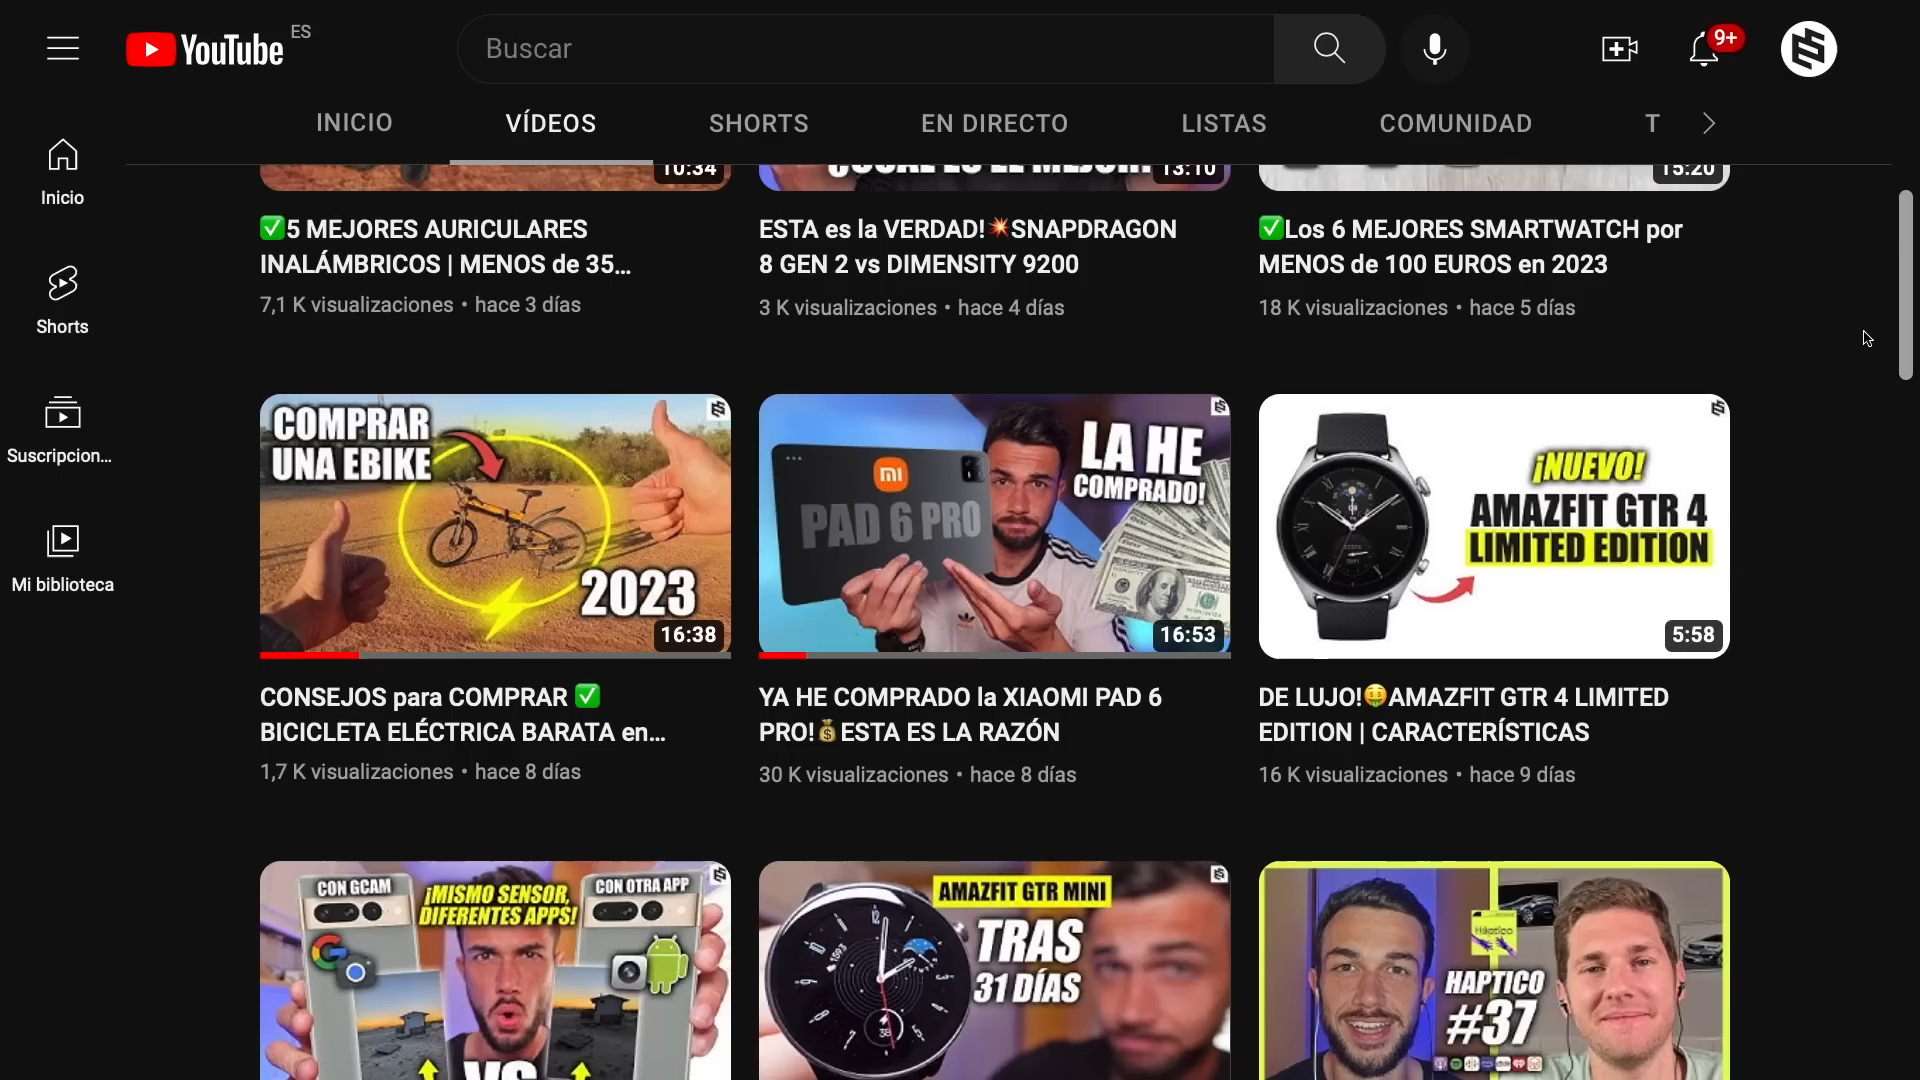 YouTube ES
Buscar
9+
INICIO VÍDEOS SHORTS EN DIRECTO LISTAS COMUNIDAD T
Inicio
Shorts
Suscripcion...
Mi biblioteca
10:34
¿CUÁL ES EL MEJOR?
13:10
15:20
✅5 MEJORES AURICULARES
INALÁMBRICOS | MENOS de 35...
7,1 K visualizaciones • hace 3 días
ESTA es la VERDAD!💥SNAPDRAGON
8 GEN 2 vs DIMENSITY 9200
3 K visualizaciones • hace 4 días
✅Los 6 MEJORES SMARTWATCH por
MENOS de 100 EUROS en 2023
18 K visualizaciones • hace 5 días
COMPRAR
UNA EBIKE
2023
16:38
mi
PAD 6 PRO
LA HE
COMPRADO!
16:53
¡NUEVO!
AMAZFIT GTR 4
LIMITED EDITION
5:58
CONSEJOS para COMPRAR ✅
BICICLETA ELÉCTRICA BARATA en...
1,7 K visualizaciones • hace 8 días
YA HE COMPRADO la XIAOMI PAD 6
PRO!💰ESTA ES LA RAZÓN
30 K visualizaciones • hace 8 días
DE LUJO!🤑AMAZFIT GTR 4 LIMITED
EDITION | CARACTERÍSTICAS
16 K visualizaciones • hace 9 días
CON GCAM
¡MISMO SENSOR,
DIFERENTES APPS!
CON OTRA APP
VS
AMAZFIT GTR MINI
TRAS
31 DÍAS
Háptico
HAPTICO
#37